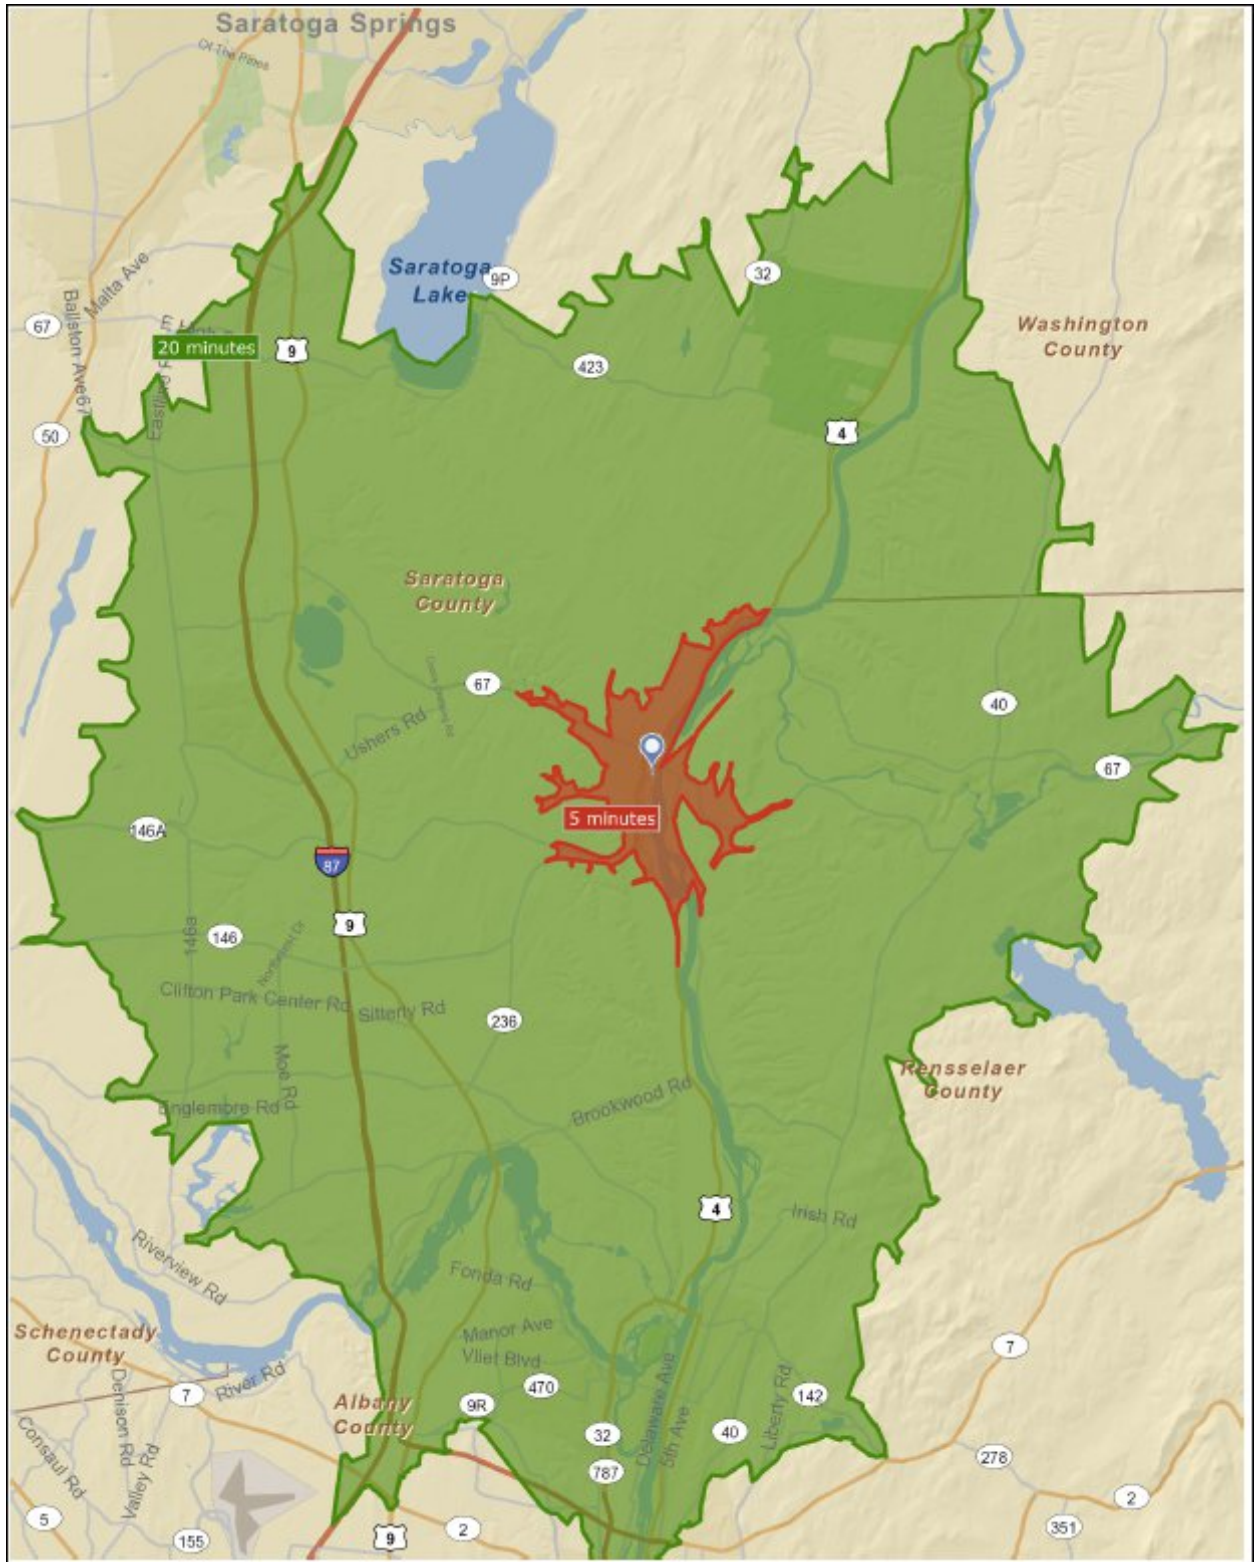 Saratoga Springs
Of The Pines
Malta Ave
Saratoga
Lake
9P
32
67
Ballston Ave67
Washington
County
20 minutes
9
423
50
4
Saratoga
County
67
40
Ushers Rd
67
5 minutes
146A
87
9
146
146a
Clifton Park Center Rd
Sitterly Rd
236
Moe Rd
Rensselaer
County
Englemore Rd
Brookwood Rd
4
Irish Rd
Riverview Rd
Fonda Rd
Schenectady
County
Manor Ave
Vliet Blvd
7
River Rd
7
470
142
Albany
County
9R
Denison Rd
Delaware Ave
5th Ave
Liberty Rd
32
40
Consaul Rd
Valley Rd
787
278
2
5
155
9
2
351